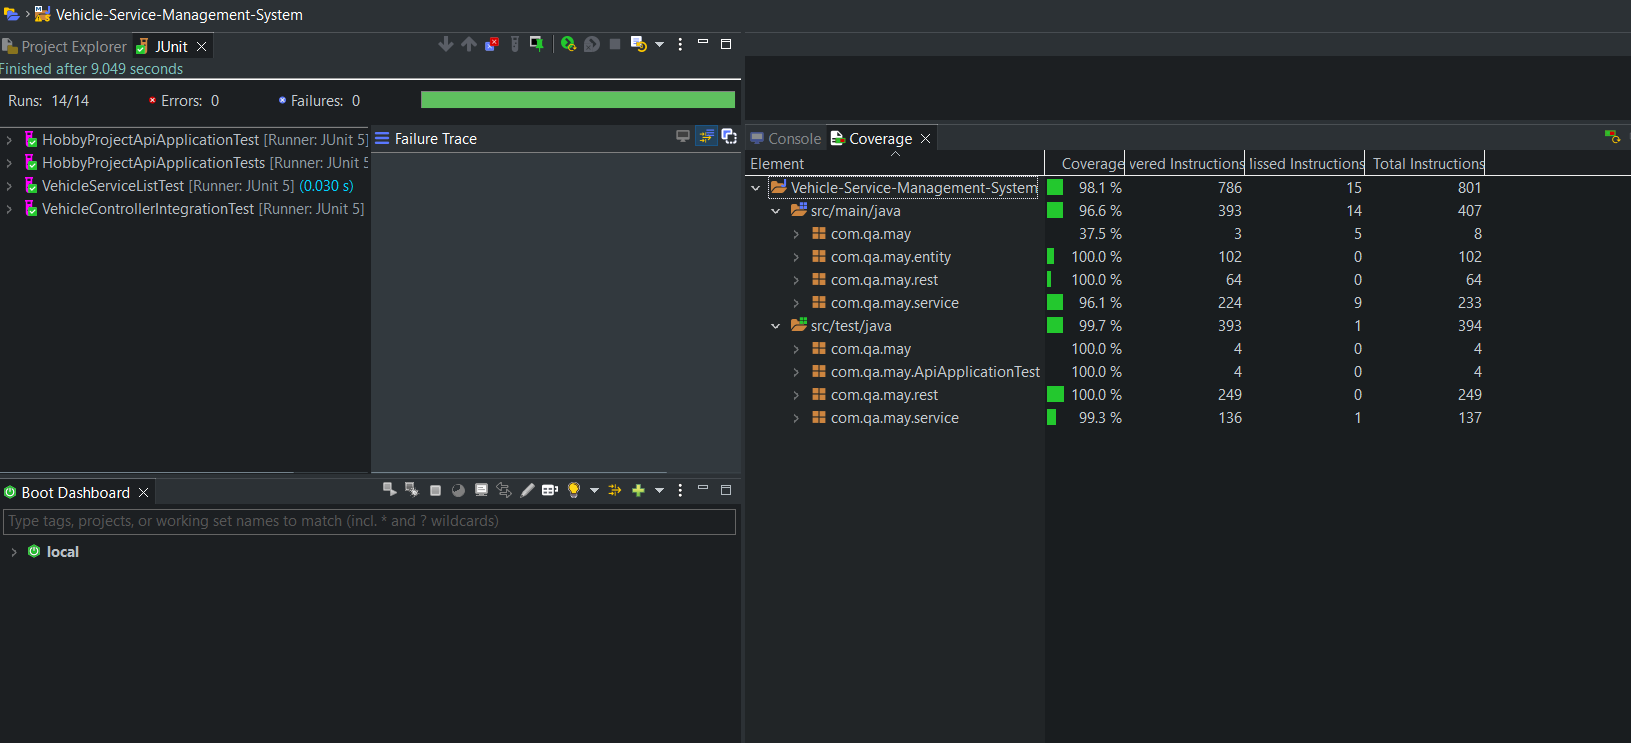 Vehicle-Service-Management-System
Project Explorer JUnit
Finished after 9.049 seconds
Runs: 14/14 Errors: 0 Failures: 0
HobbyProjectApiApplicationTest [Runner: JUnit 5]
HobbyProjectApiApplicationTests [Runner: JUnit 5
VehicleServiceListTest [Runner: JUnit 5] (0.030 s)
VehicleControllerIntegrationTest [Runner: JUnit 5]
Failure Trace
Boot Dashboard
Type tags, projects, or working set names to match (incl. * and ? wildcards)
local
Console Coverage
Element Coverage vered Instructions lissed Instructions Total Instructions
Vehicle-Service-Management-System 98.1 % 786 15 801
src/main/java 96.6 % 393 14 407
com.qa.may 37.5 % 3 5 8
com.qa.may.entity 100.0 % 102 0 102
com.qa.may.rest 100.0 % 64 0 64
com.qa.may.service 96.1 % 224 9 233
src/test/java 99.7 % 393 1 394
com.qa.may 100.0 % 4 0 4
com.qa.may.ApiApplicationTest 100.0 % 4 0 4
com.qa.may.rest 100.0 % 249 0 249
com.qa.may.service 99.3 % 136 1 137